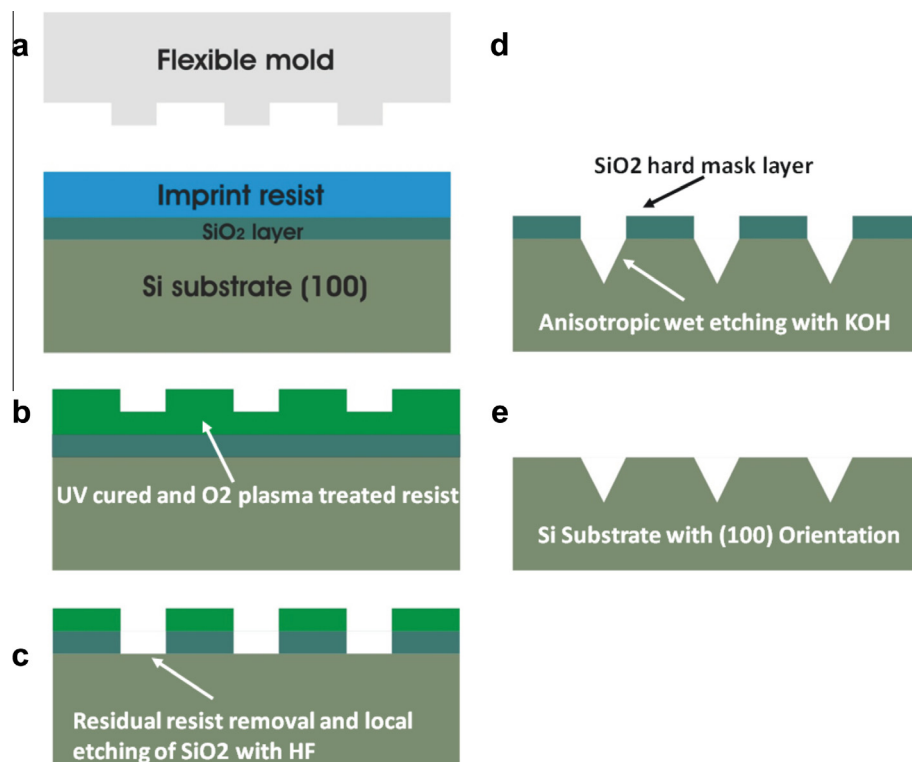 a
Flexible mold
Imprint resist
SiO₂ layer
Si substrate (100)
b
UV cured and O2 plasma treated resist
c
Residual resist removal and local
etching of SiO2 with HF
d
SiO2 hard mask layer
Anisotropic wet etching with KOH
e
Si Substrate with (100) Orientation